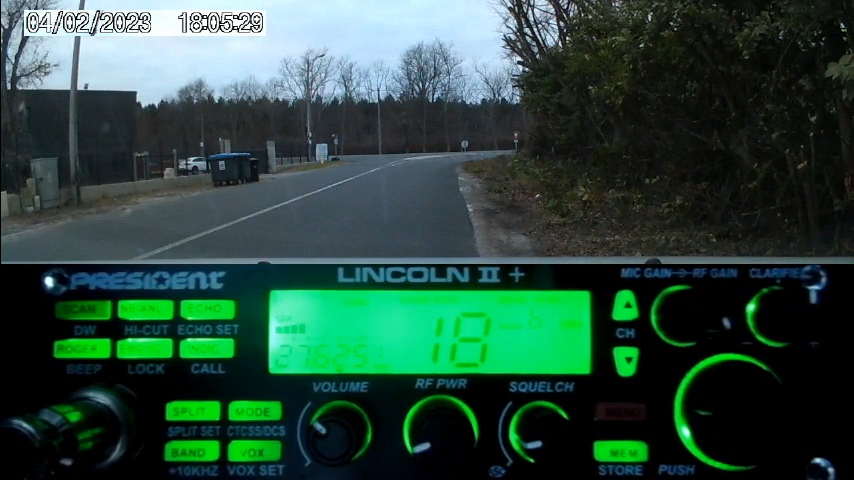 04/02/2023 18:05:29
PRESIDENT LINCOLN II + MIC GAIN RF GAIN CLARIFIER
SCAN NB/ANL ECHO
DW HI-CUT ECHO SET
ROGER INDIC
BEEP LOCK CALL
18
27.625
CH
VOLUME RF PWR SQUELCH
SPLIT MODE MENU
SPLIT SET CTCSS/DCS
BAND VOX MEM
+10KHZ VOX SET STORE PUSH